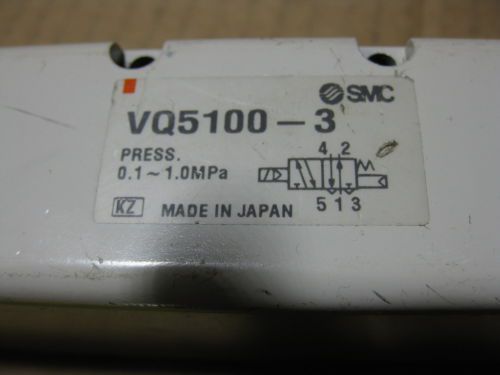 SMC
VQ5100-3
PRESS.
0.1~1.0MPa
4 2
5 1 3
KZ MADE IN JAPAN